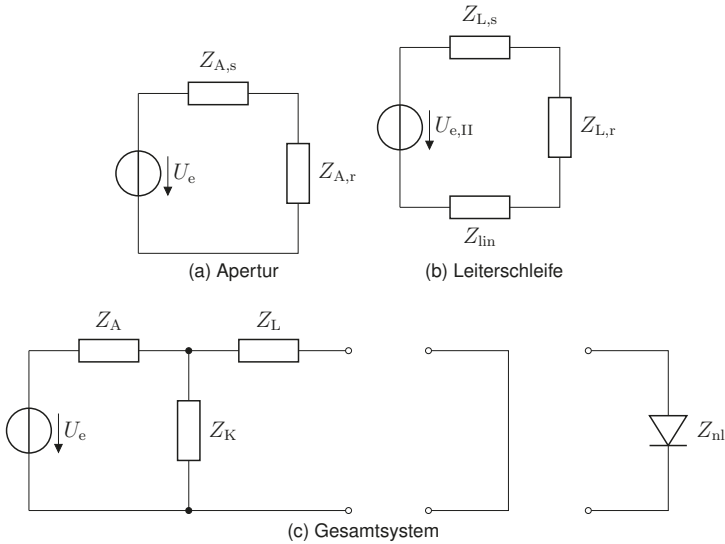 Z_A,s
U_e
Z_A,r
(a) Apertur
Z_L,s
U_e,II
Z_L,r
Z_lin
(b) Leiterschleife
Z_A
Z_L
U_e
Z_K
Z_nl
(c) Gesamtsystem